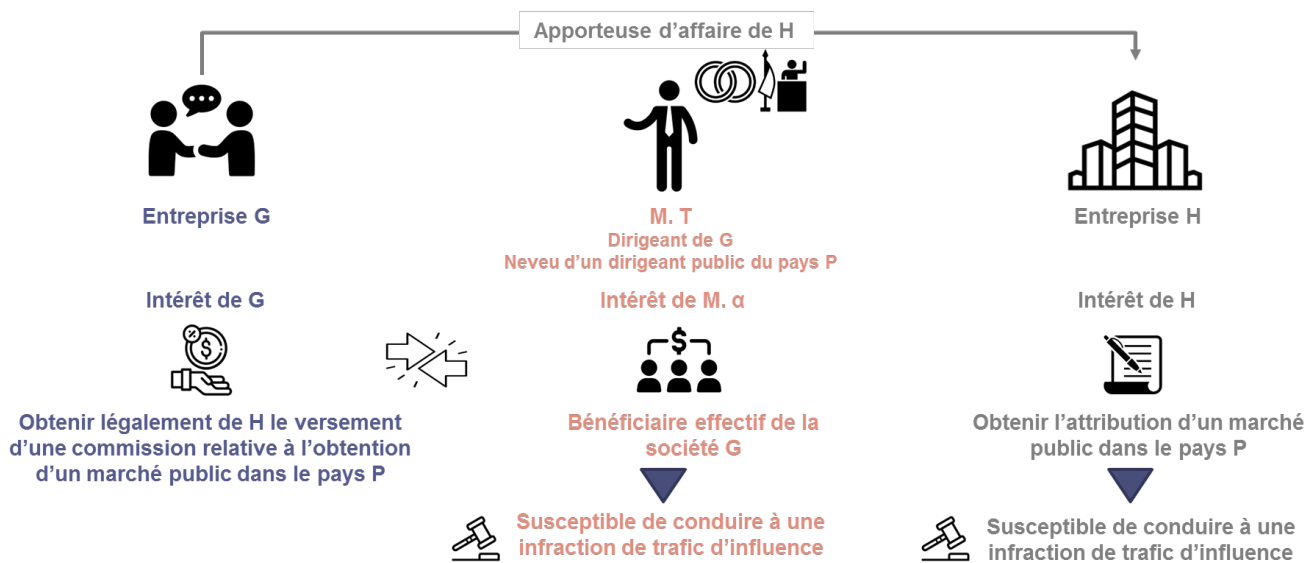 Apporteuse d’affaire de H
Entreprise G
M. T
Dirigeant de G
Neveu d’un dirigeant public du pays P
Entreprise H
Intérêt de G
Intérêt de M. α
Intérêt de H
Obtenir légalement de H le versement
d’une commission relative à l’obtention
d’un marché public dans le pays P
Bénéficiaire effectif de la
société G
Obtenir l’attribution d’un marché
public dans le pays P
Susceptible de conduire à une
infraction de trafic d’influence
Susceptible de conduire à une
infraction de trafic d’influence